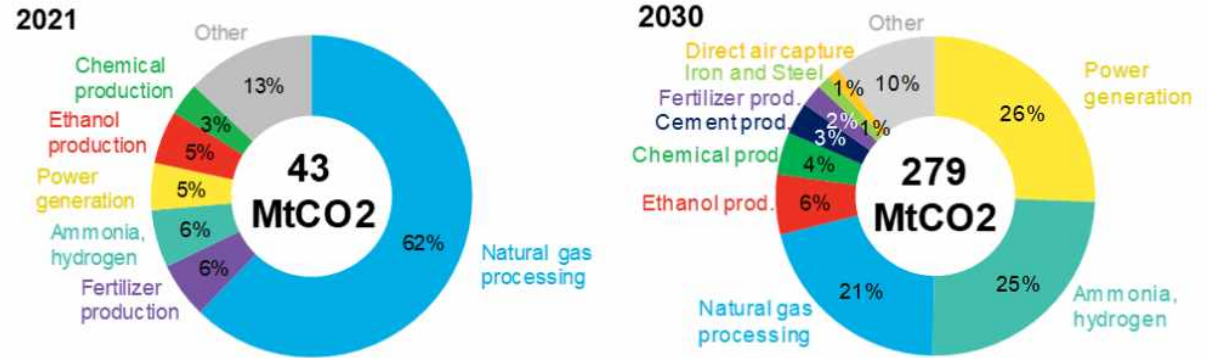 2021
Other
Chemical
production
Ethanol
production
Power
generation
Ammonia,
hydrogen
Fertilizer
production
Natural gas
processing
13%
3%
5%
5%
6%
6%
62%
43
MtCO2
2030
Other
Direct air capture
Iron and Steel
Fertilizer prod.
Cement prod.
Chemical prod
Ethanol prod.
Natural gas
processing
Power
generation
Ammonia,
hydrogen
10%
1%
1%
2%
3%
4%
6%
21%
26%
25%
279
MtCO2